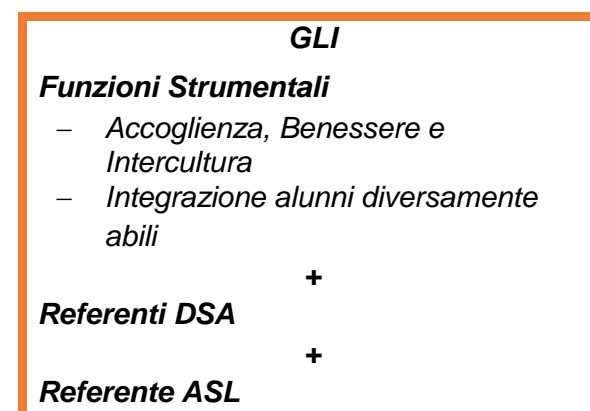 GLI
Funzioni Strumentali
– Accoglienza, Benessere e
Intercultura
– Integrazione alunni diversamente
abili
+
Referenti DSA
+
Referente ASL